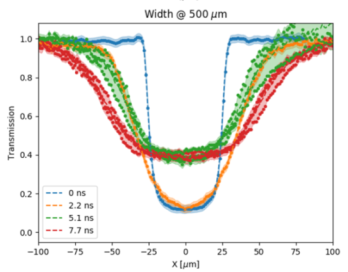 Width @ 500 μm
1.0
0.8
0.6
0.4
0.2
0.0
Transmission
0 ns
2.2 ns
5.1 ns
7.7 ns
−100 −75 −50 −25 0 25 50 75 100
X [μm]